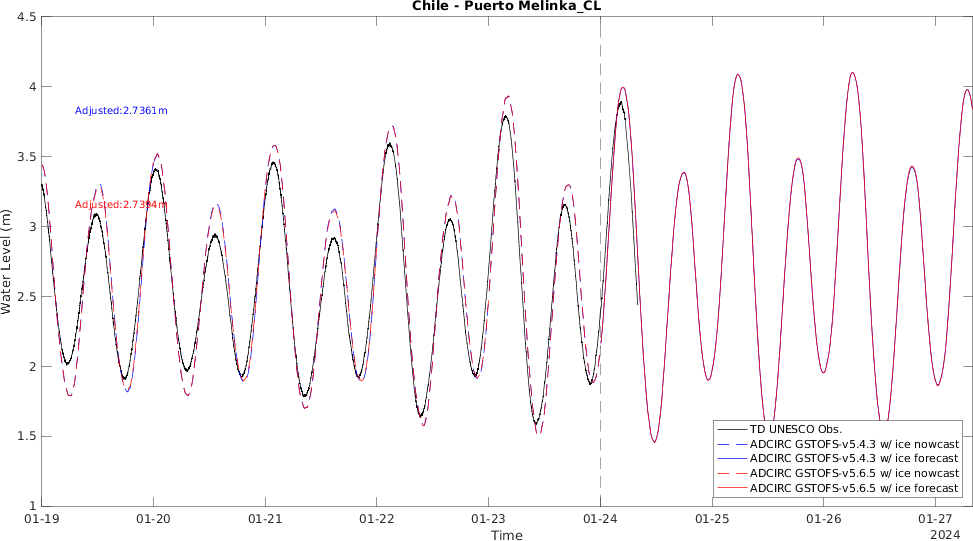 Chile - Puerto Melinka_CL
4.5
4
3.5
3
2.5
2
1.5
1
Water Level (m)
Adjusted:2.7361m
Adjusted:2.7394m
TD UNESCO Obs.
ADCIRC GSTOFS-v5.4.3 w/ ice nowcast
ADCIRC GSTOFS-v5.4.3 w/ ice forecast
ADCIRC GSTOFS-v5.6.5 w/ ice nowcast
ADCIRC GSTOFS-v5.6.5 w/ ice forecast
01-19 01-20 01-21 01-22 01-23 01-24 01-25 01-26 01-27
Time
2024